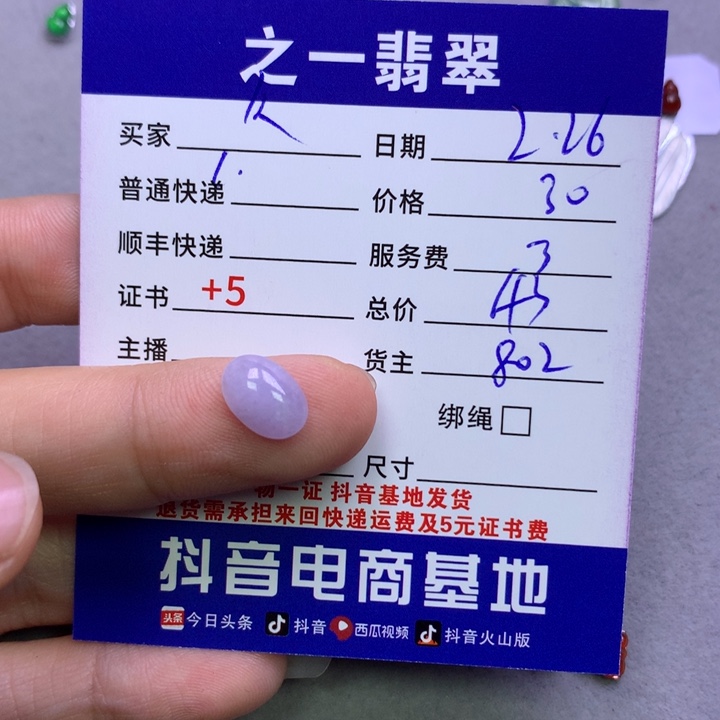 之一翡翠
买家 日期 2.26
普通快递 价格 30
顺丰快递 服务费 3
证书 +5 总价 45
主播 货主 802
绑绳
尺寸
物一证 抖音基地发货
退货需承担来回快递运费及5元证书费
抖音电商基地
头条 今日头条 抖音 西瓜视频 抖音火山版